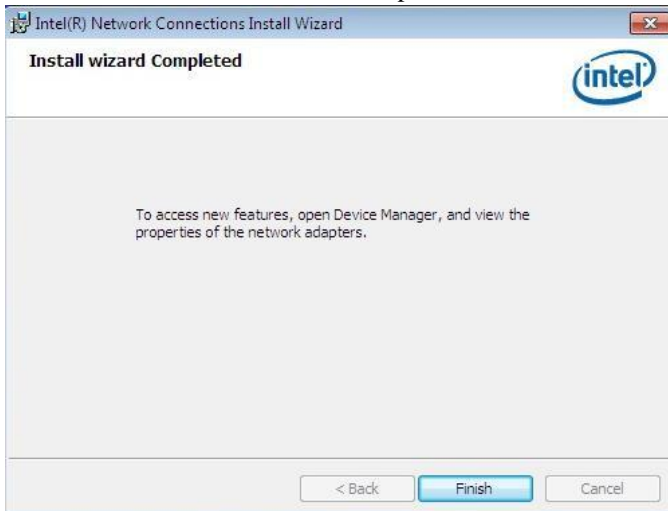 Intel(R) Network Connections Install Wizard
Install wizard Completed
intel
To access new features, open Device Manager, and view the
properties of the network adapters.
< Back
Finish
Cancel